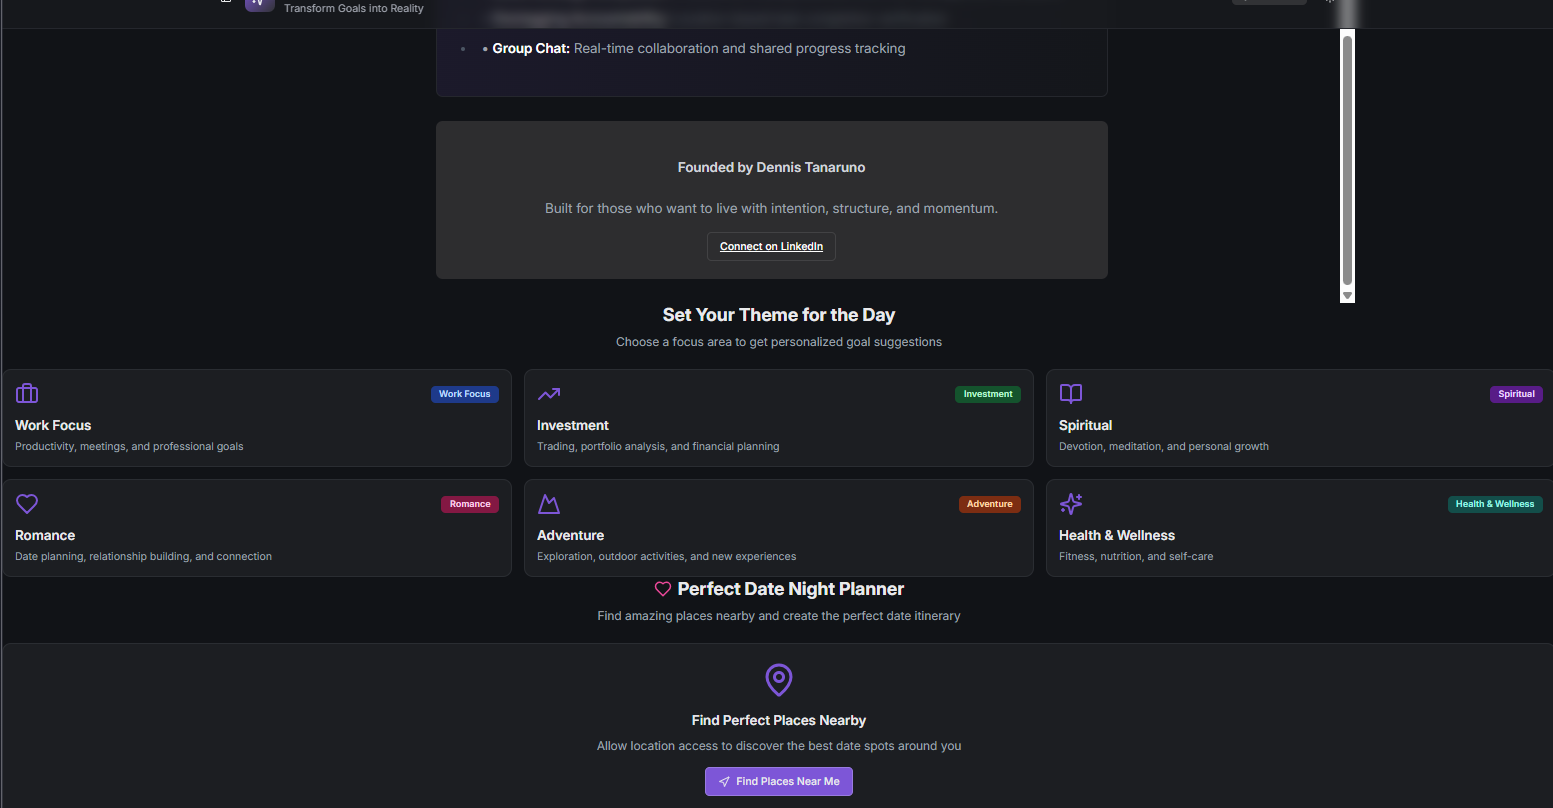 Transform Goals into Reality
• • Group Chat: Real-time collaboration and shared progress tracking
Founded by Dennis Tanaruno
Built for those who want to live with intention, structure, and momentum.
Connect on LinkedIn
Set Your Theme for the Day
Choose a focus area to get personalized goal suggestions
Work Focus
Work Focus
Productivity, meetings, and professional goals
Investment
Investment
Trading, portfolio analysis, and financial planning
Spiritual
Spiritual
Devotion, meditation, and personal growth
Romance
Romance
Date planning, relationship building, and connection
Adventure
Adventure
Exploration, outdoor activities, and new experiences
Health & Wellness
Health & Wellness
Fitness, nutrition, and self-care
Perfect Date Night Planner
Find amazing places nearby and create the perfect date itinerary
Find Perfect Places Nearby
Allow location access to discover the best date spots around you
Find Places Near Me